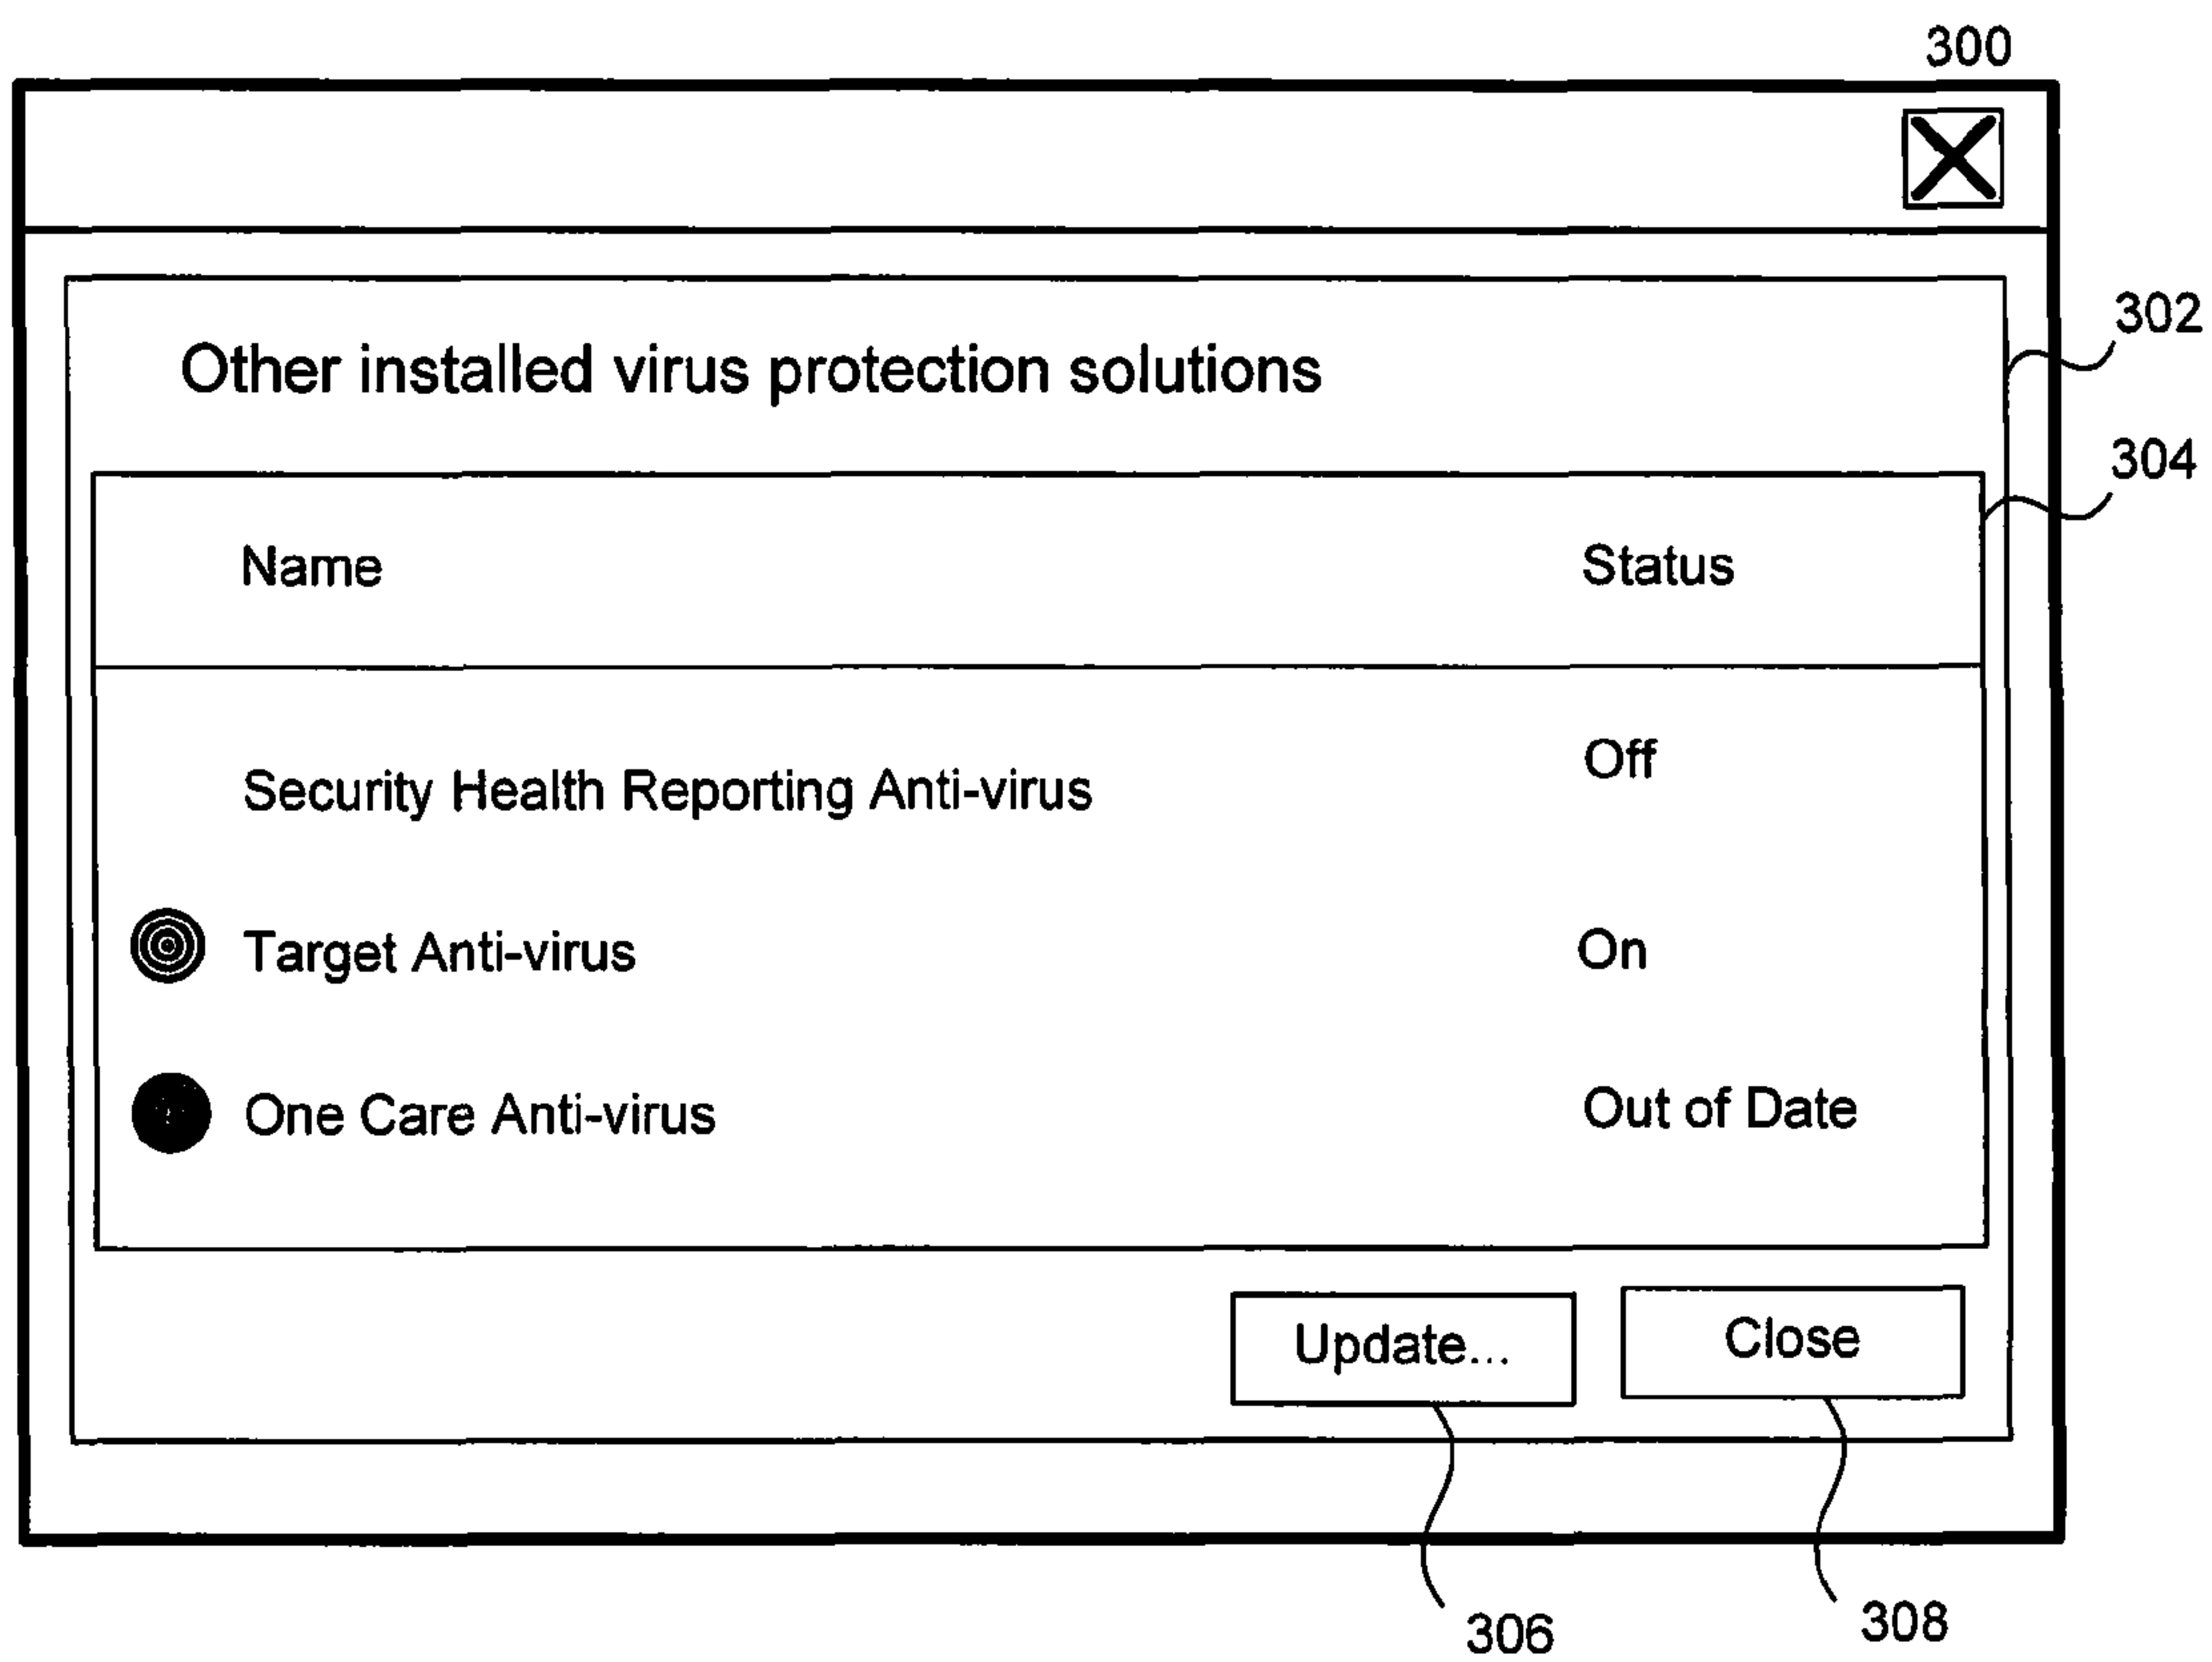 300
Other installed virus protection solutions
302
304
Name Status
Security Health Reporting Anti-virus Off
Target Anti-virus On
One Care Anti-virus Out of Date
Update... Close
306 308